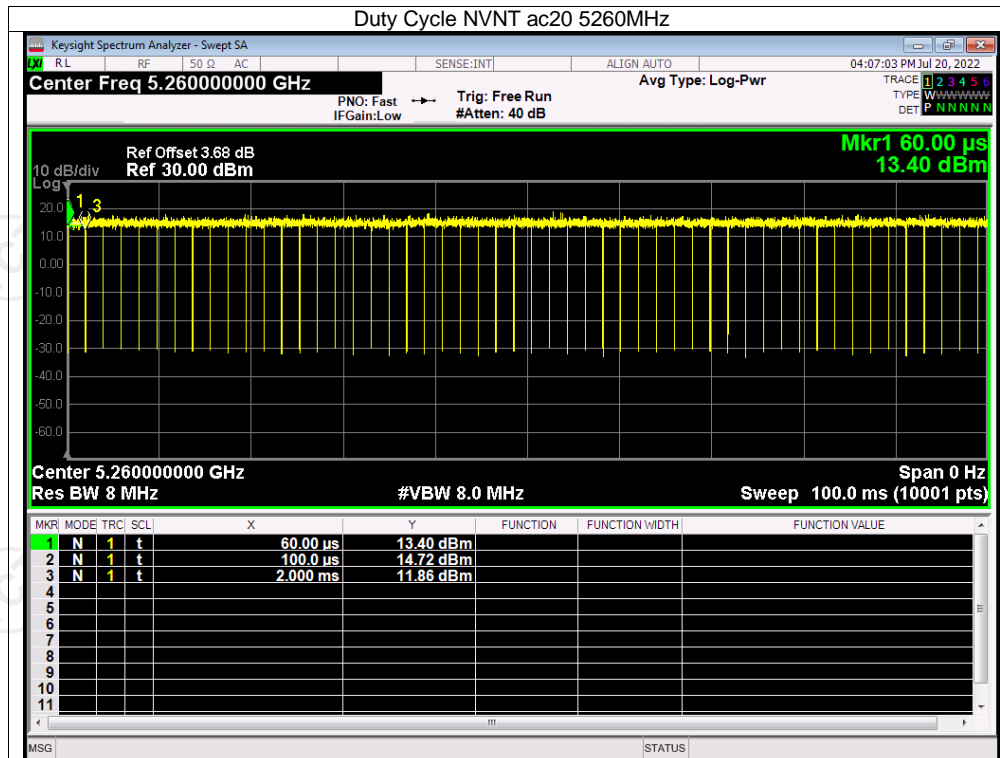 Duty Cycle NVNT ac20 5260MHz
Keysight Spectrum Analyzer - Swept SA
LXI RL RF 50 Ω AC SENSE:INT ALIGN AUTO 04:07:03 PM Jul 20, 2022
Center Freq 5.260000000 GHz Avg Type: Log-Pwr TRACE 1 2 3 4 5 6
PNO: Fast Trig: Free Run TYPE WWWWWW
IFGain:Low #Atten: 40 dB DET P N N N N N
Mkr1 60.00 µs
Ref Offset 3.68 dB
10 dB/div Ref 30.00 dBm 13.40 dBm
Log
1 3
20.0
10.0
0.00
-10.0
-20.0
-30.0
-40.0
-50.0
-60.0
Center 5.260000000 GHz Span 0 Hz
Res BW 8 MHz #VBW 8.0 MHz Sweep 100.0 ms (10001 pts)
MKR MODE TRC SCL X Y FUNCTION FUNCTION WIDTH FUNCTION VALUE
1 N 1 t 60.00 µs 13.40 dBm
2 N 1 t 100.0 µs 14.72 dBm
3 N 1 t 2.000 ms 11.86 dBm
4
5
6
7
8
9
10
11
MSG STATUS